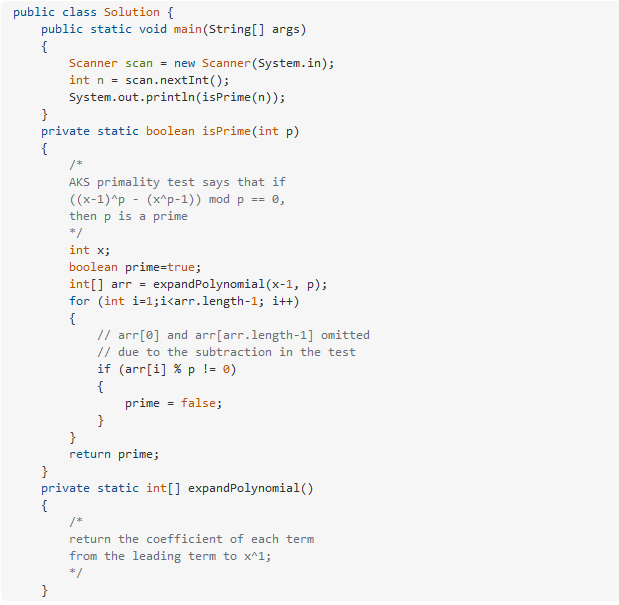 public class Solution {
    public static void main(String[] args)
    {
        Scanner scan = new Scanner(System.in);
        int n = scan.nextInt();
        System.out.println(isPrime(n));
    }
    private static boolean isPrime(int p)
    {
        /*
        AKS primality test says that if
        ((x-1)^p - (x^p-1)) mod p == 0,
        then p is a prime
        */
        int x;
        boolean prime=true;
        int[] arr = expandPolynomial(x-1, p);
        for (int i=1;i<arr.length-1; i++)
        {
            // arr[0] and arr[arr.length-1] omitted
            // due to the subtraction in the test
            if (arr[i] % p != 0)
            {
                prime = false;
            }
        }
        return prime;
    }
    private static int[] expandPolynomial()
    {
        /*
        return the coefficient of each term
        from the leading term to x^1;
        */
    }